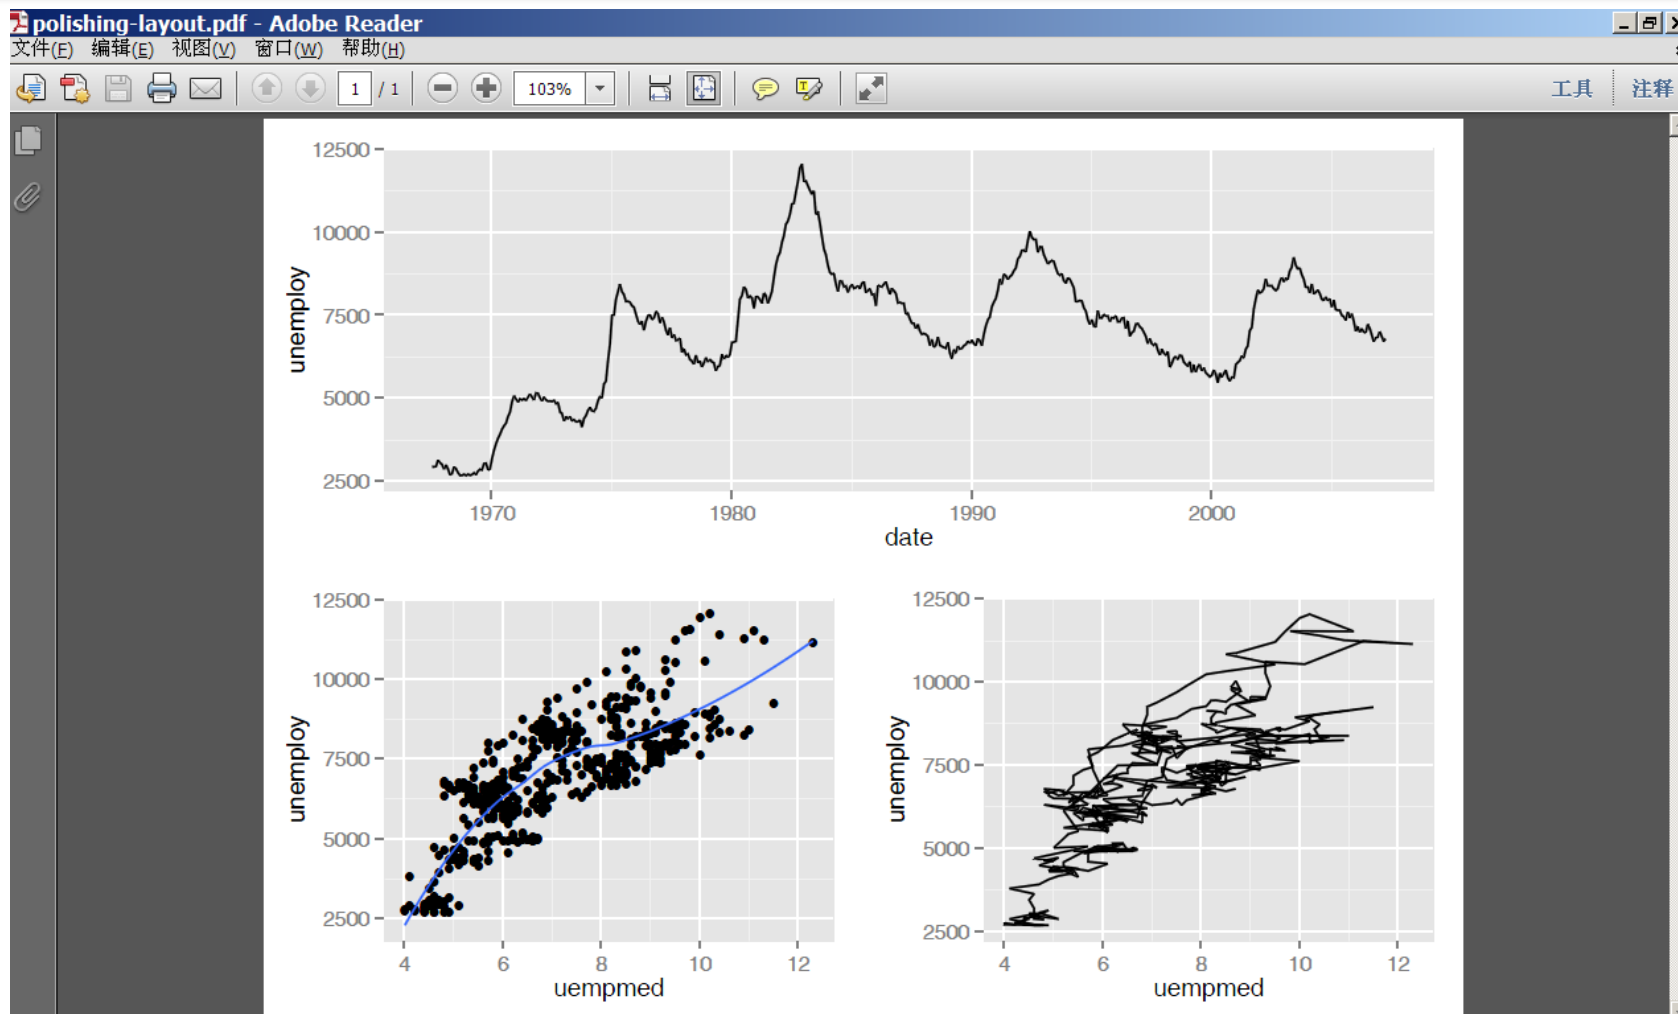 polishing-layout.pdf - Adobe Reader
文件(F) 编辑(E) 视图(V) 窗口(W) 帮助(H)
1 / 1 103% 工具 注释
12500
10000
7500
5000
2500
unemploy
1970 1980 1990 2000
date
12500
10000
7500
5000
2500
unemploy
4 6 8 10 12
uempmed
12500
10000
7500
5000
2500
unemploy
4 6 8 10 12
uempmed